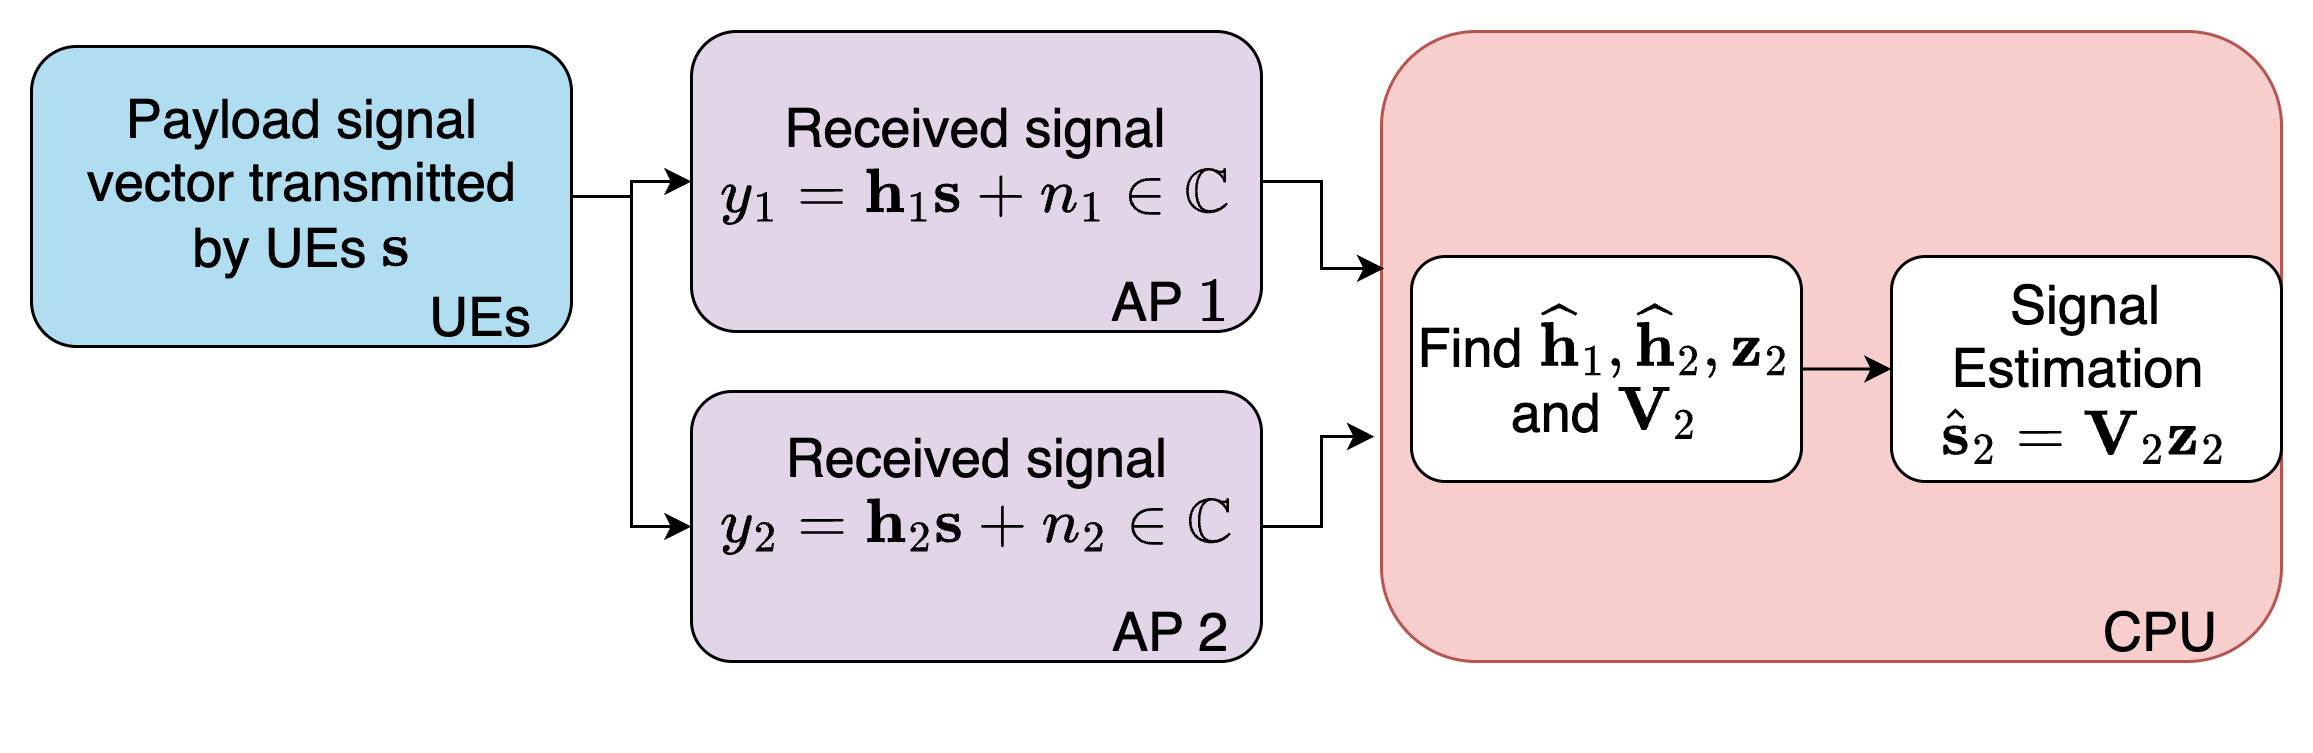 Payload signal
vector transmitted
by UEs 𝐬
UEs
Received signal
y₁ = 𝐡₁𝐬 + n₁ ∈ ℂ
AP 1
Received signal
y₂ = 𝐡₂𝐬 + n₂ ∈ ℂ
AP 2
Find 𝐡̂₁, 𝐡̂₂, 𝐳₂
and 𝐕₂
Signal
Estimation
𝐬̂₂ = 𝐕₂𝐳₂
CPU